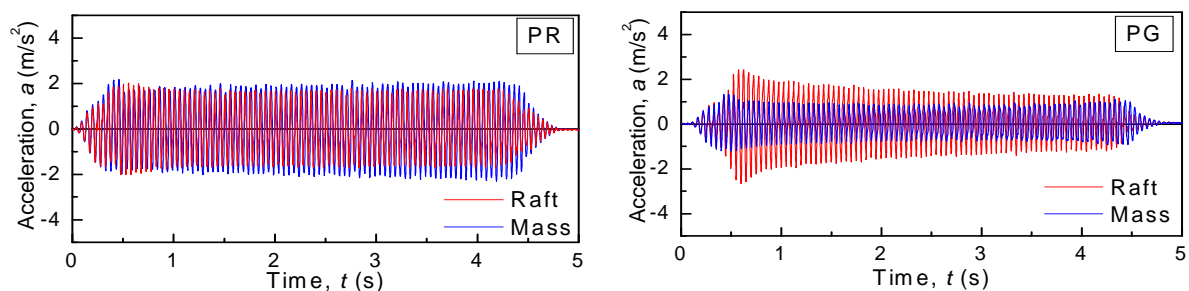 PR
4
2
0
-2
-4
Acceleration, a (m/s²)
Raft
Mass
0 1 2 3 4 5
Time, t (s)
PG
4
2
0
-2
-4
Acceleration, a (m/s²)
Raft
Mass
0 1 2 3 4 5
Time, t (s)